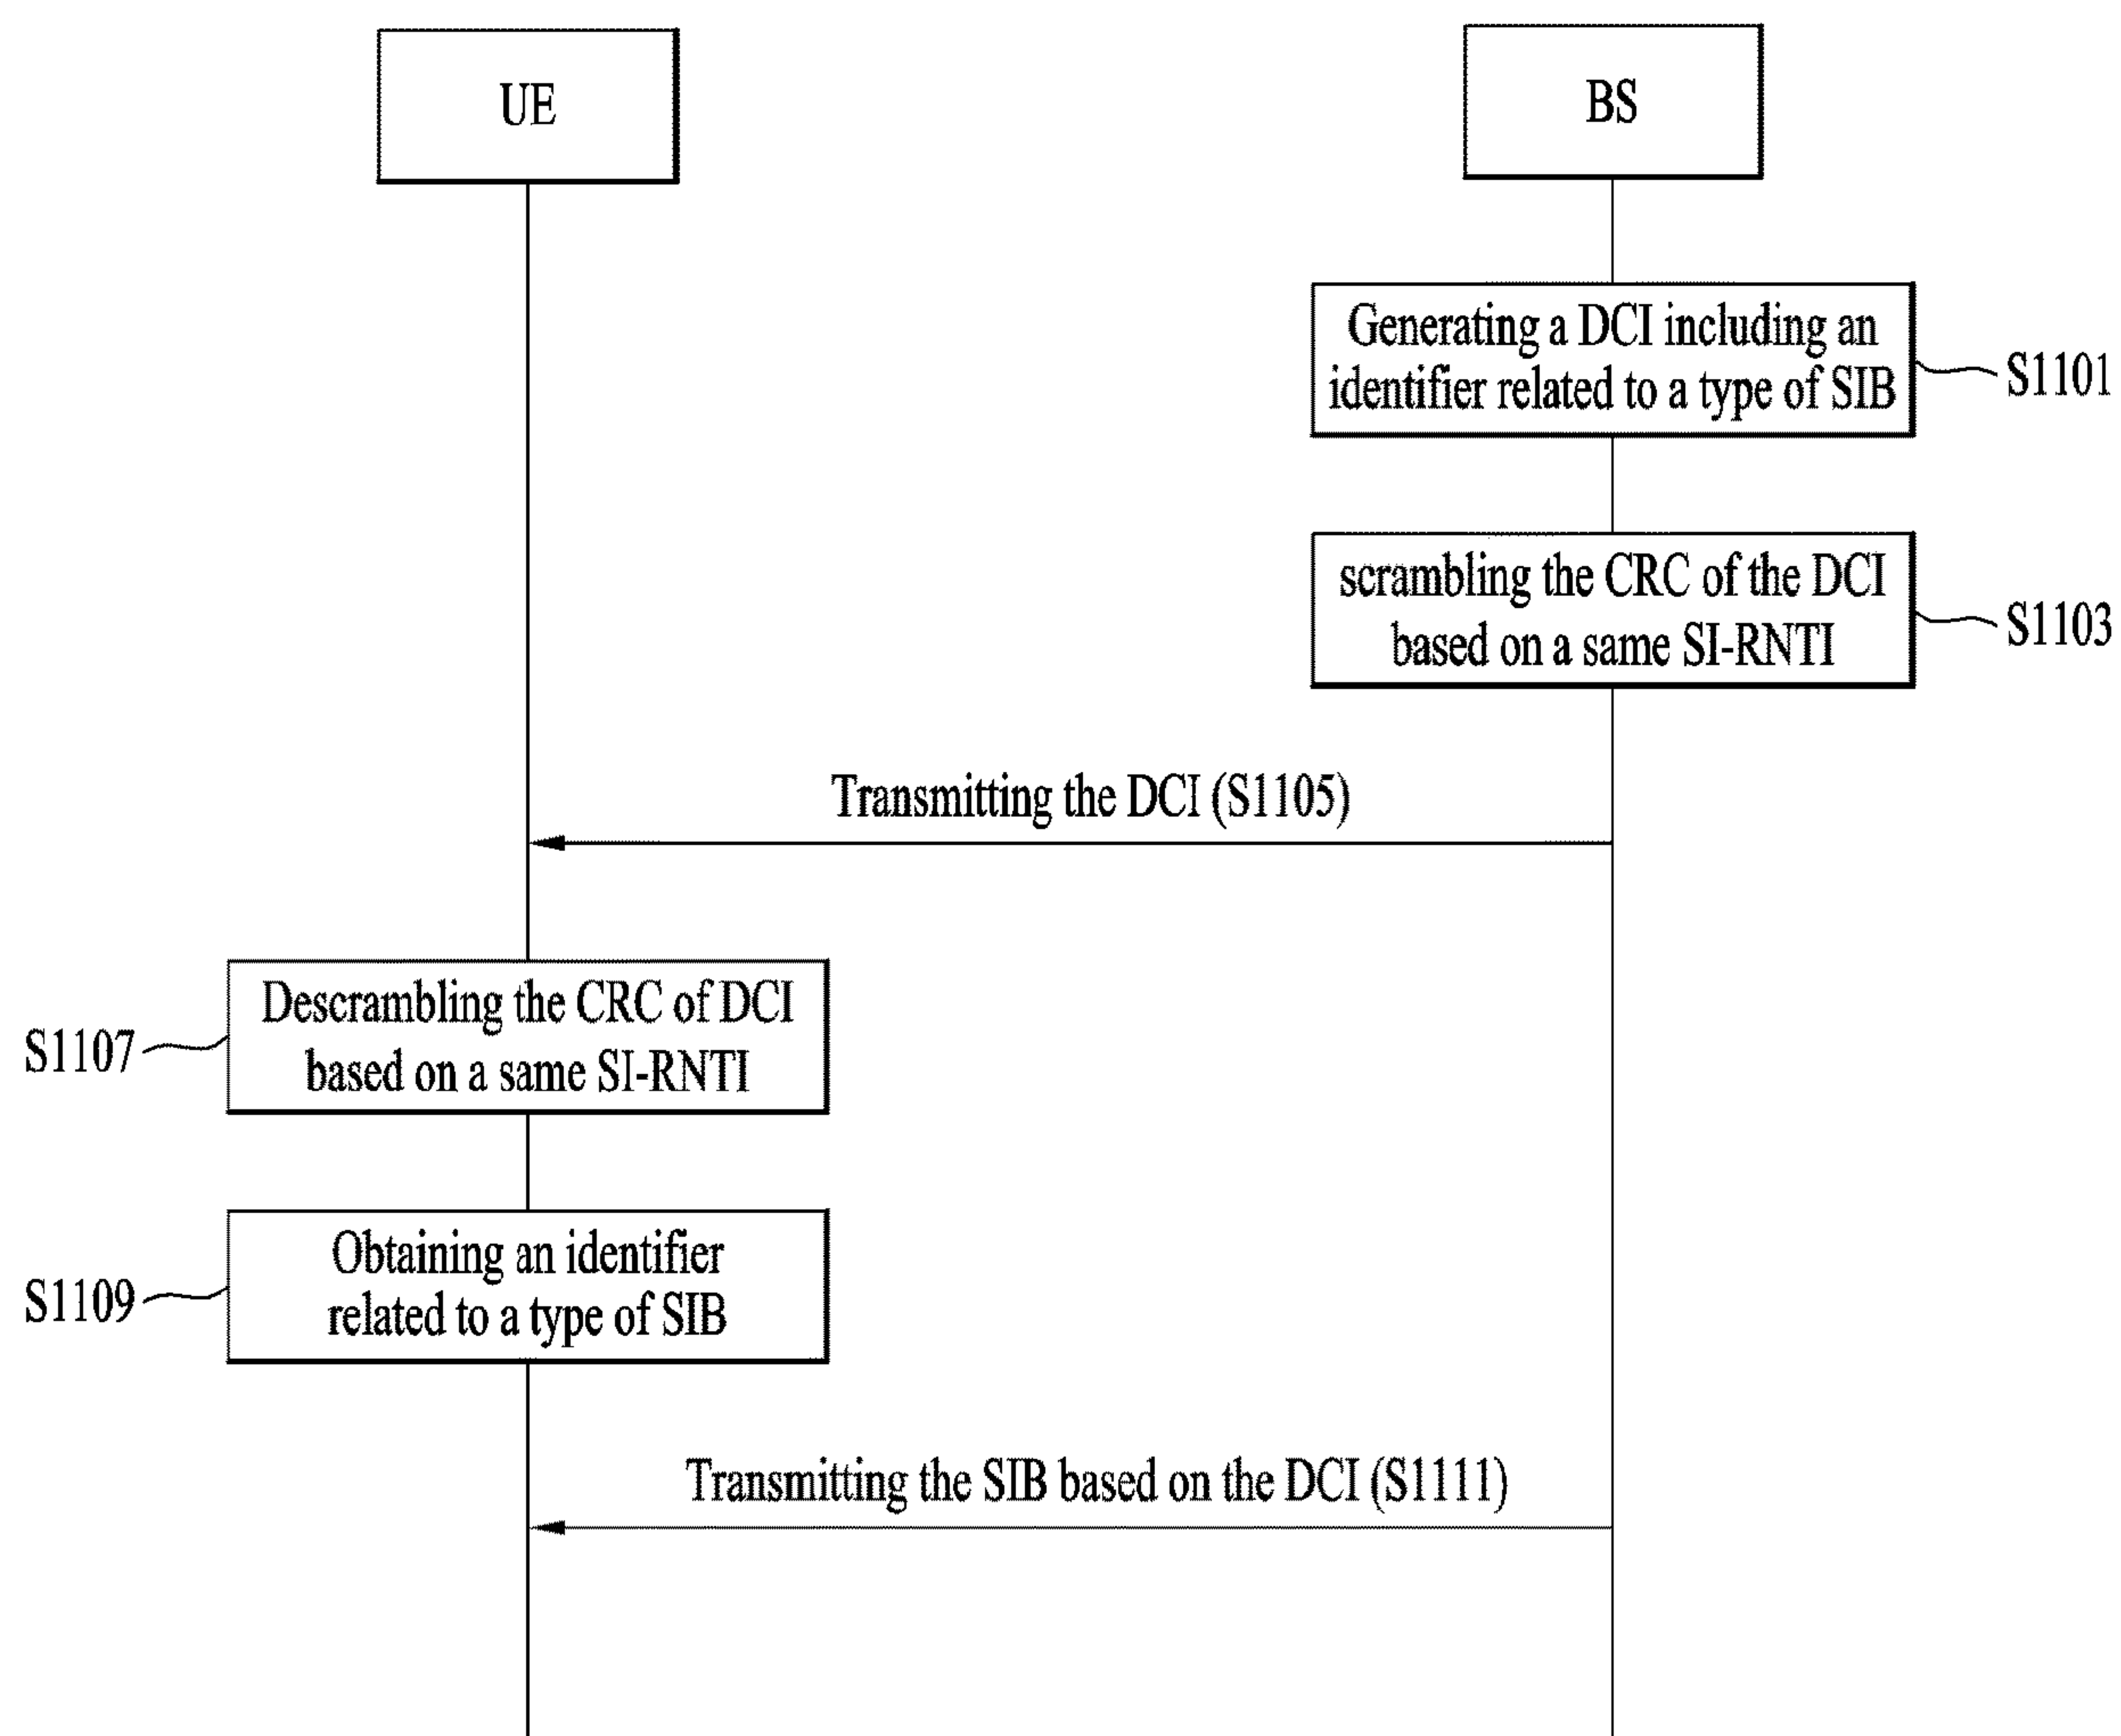 UE
BS
Generating a DCI including an
identifier related to a type of SIB
S1101
scrambling the CRC of the DCI
based on a same SI-RNTI
S1103
Transmitting the DCI (S1105)
Descrambling the CRC of DCI
based on a same SI-RNTI
S1107
Obtaining an identifier
related to a type of SIB
S1109
Transmitting the SIB based on the DCI (S1111)